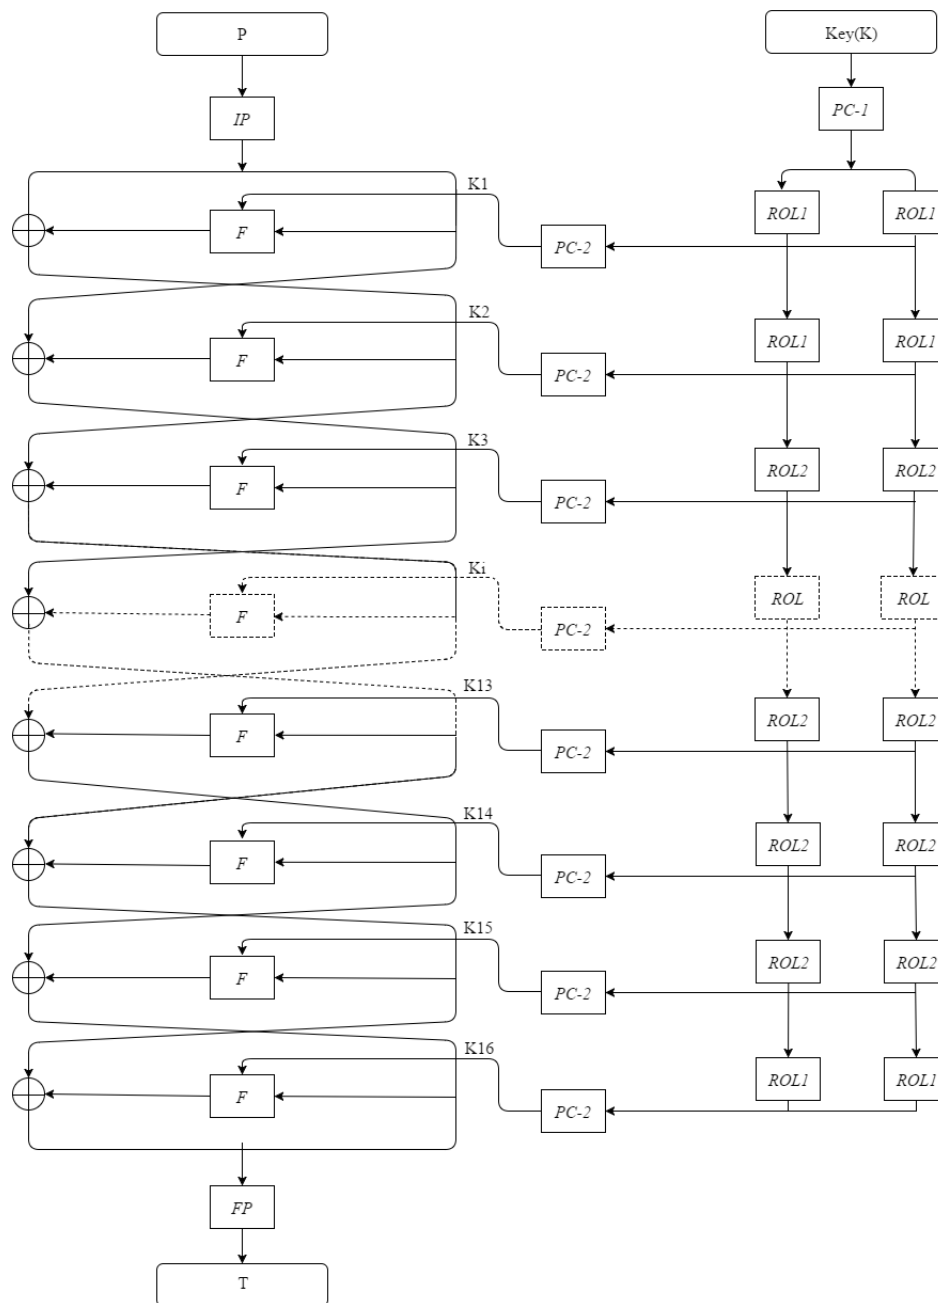 P Key(K)
IP PC-1
K1
F PC-2 ROL1 ROL1
K2
F PC-2 ROL1 ROL1
K3
F PC-2 ROL2 ROL2
Ki
F PC-2 ROL ROL
K13
F PC-2 ROL2 ROL2
K14
F PC-2 ROL2 ROL2
K15
F PC-2 ROL2 ROL2
K16
F PC-2 ROL1 ROL1
FP
T